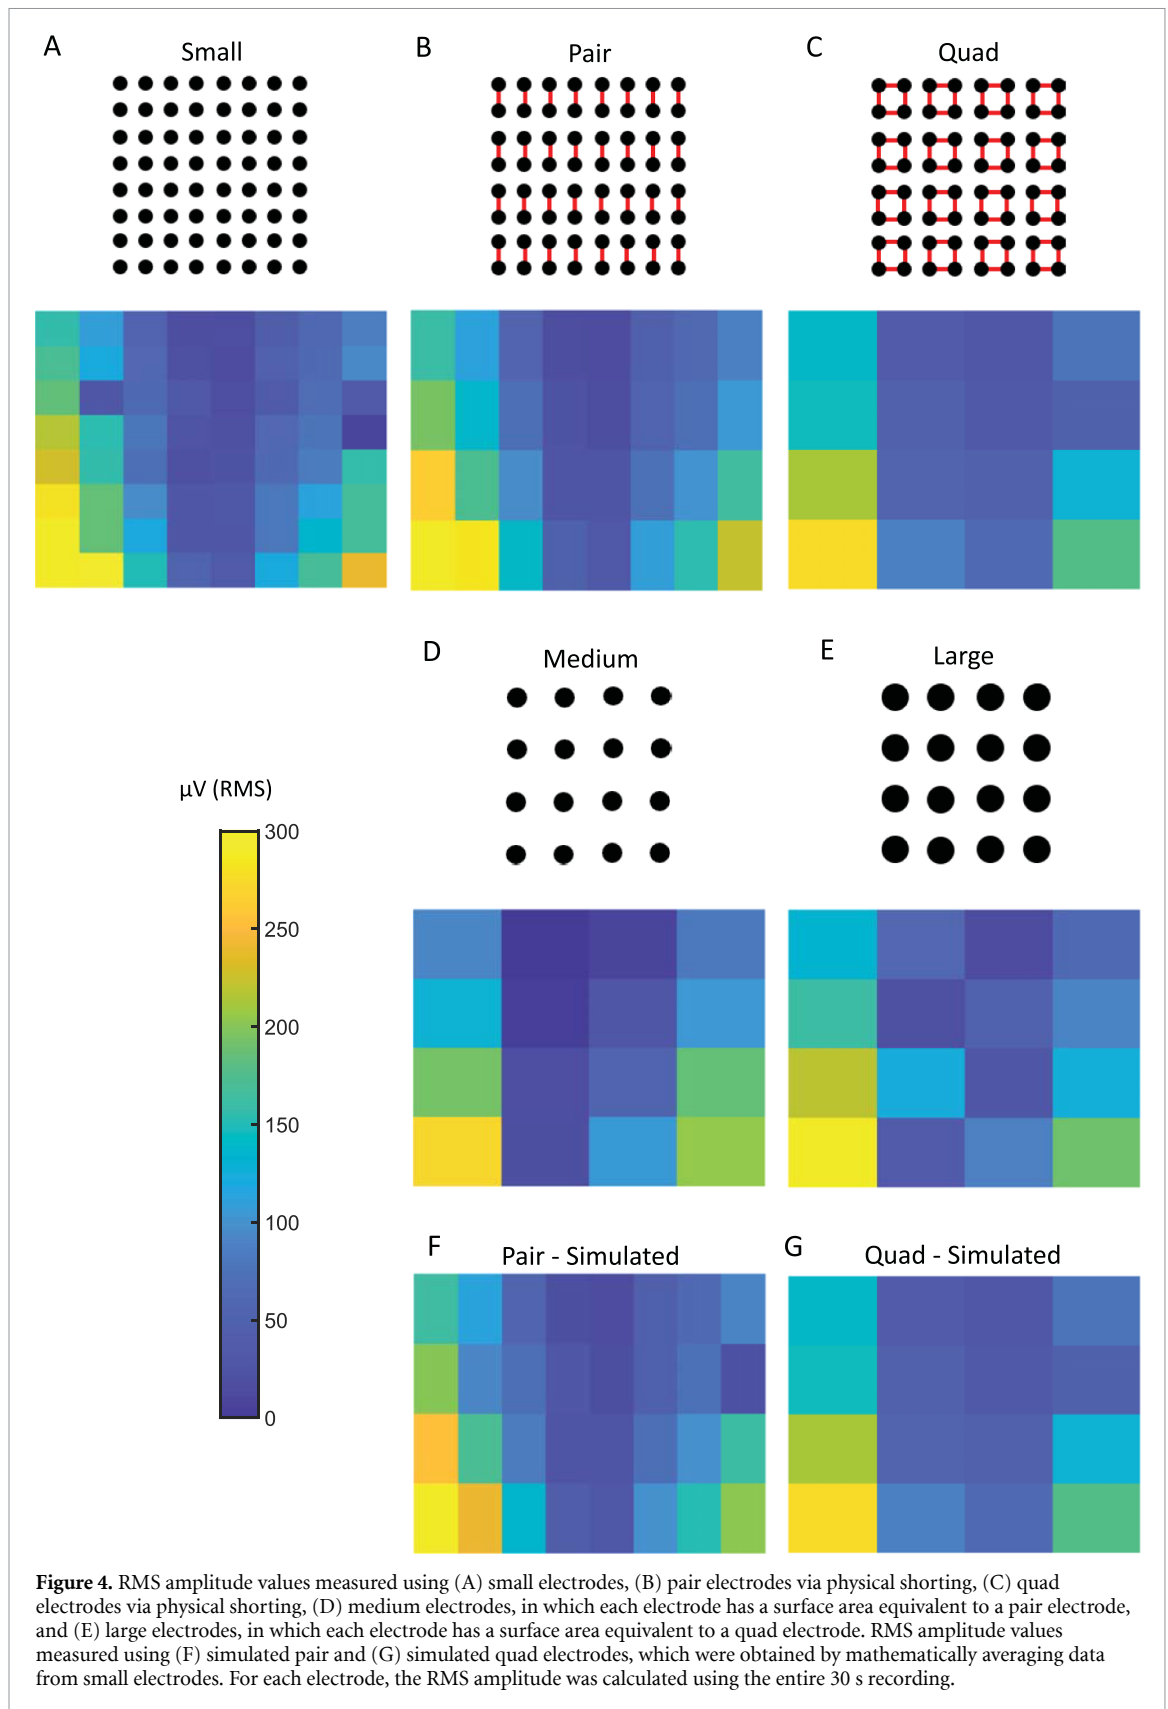 A
Small
B
Pair
C
Quad
D
Medium
E
Large
µV (RMS)
300
250
200
150
100
50
0
F
Pair - Simulated
G
Quad - Simulated
Figure 4. RMS amplitude values measured using (A) small electrodes, (B) pair electrodes via physical shorting, (C) quad
electrodes via physical shorting, (D) medium electrodes, in which each electrode has a surface area equivalent to a pair electrode,
and (E) large electrodes, in which each electrode has a surface area equivalent to a quad electrode. RMS amplitude values
measured using (F) simulated pair and (G) simulated quad electrodes, which were obtained by mathematically averaging data
from small electrodes. For each electrode, the RMS amplitude was calculated using the entire 30 s recording.